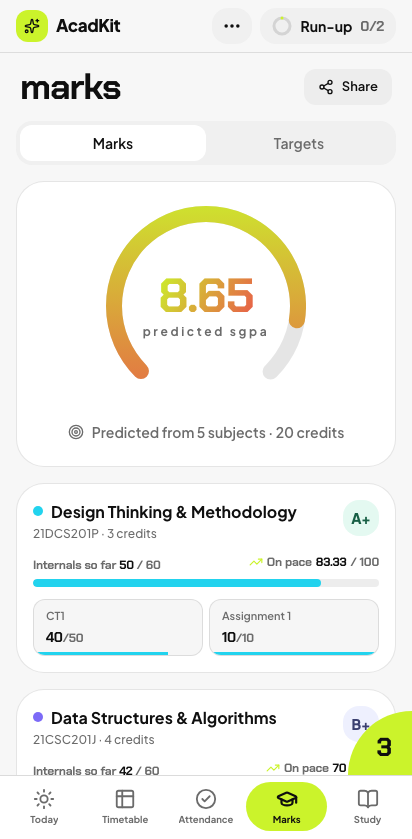 AcadKit
Run-up 0/2
marks
Share
Marks Targets
8.65
predicted sgpa
Predicted from 5 subjects · 20 credits
Design Thinking & Methodology A+
21DCS201P · 3 credits
Internals so far 50 / 60 On pace 83.33 / 100
CT1 Assignment 1
40/50 10/10
Data Structures & Algorithms B+
21CSC201J · 4 credits
3
Internals so far 42 / 60 On pace 70
Today Timetable Attendance Marks Study